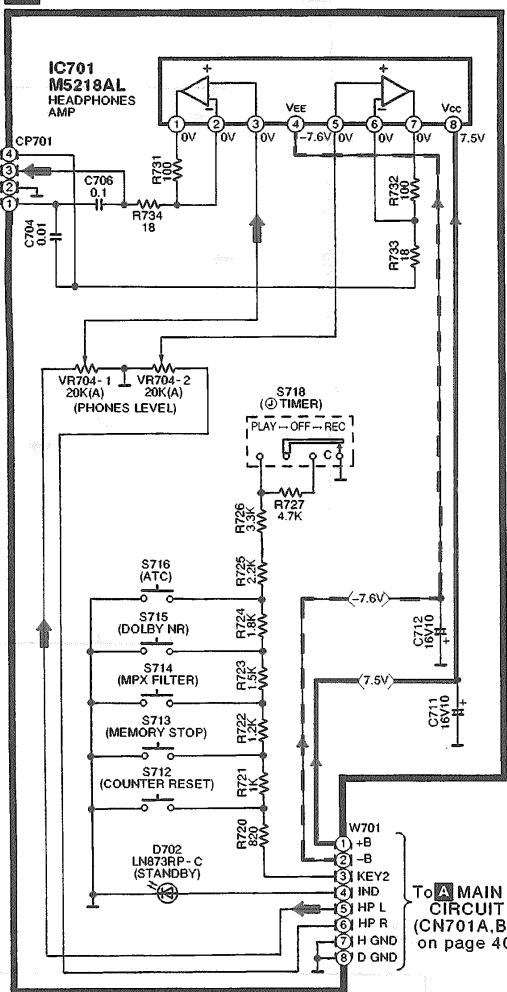 IC701
M5218AL
HEADPHONES
AMP
+
−
VEE
+
−
VCC
1 2 3 4 5 6 7 8
0V 0V 0V −7.6V 0V 0V 0V 7.5V
CP701
4
3
2
1
C706
0.1
R731
100
R734
18
C704
0.01
R732
100
R733
18
VR704-1
20K(A)
VR704-2
20K(A)
(PHONES LEVEL)
S718
(J TIMER)
PLAY↔OFF↔REC
C
R727
4.7K
R726
3.3K
R725
2.2K
S716
(ATC)
R724
1.8K
S715
(DOLBY NR)
R723
1.5K
S714
(MPX FILTER)
R722
1.2K
S713
(MEMORY STOP)
R721
1K
S712
(COUNTER RESET)
R720
820
D702
LN873RP-C
(STANDBY)
−7.6V
C712
16V10
+
7.5V
C711
16V10
+
W701
1 +B
2 −B
3 KEY2
4 IND
5 HP L
6 HP R
7 H GND
8 D GND
To A MAIN
CIRCUIT
(CN701A,B
on page 40